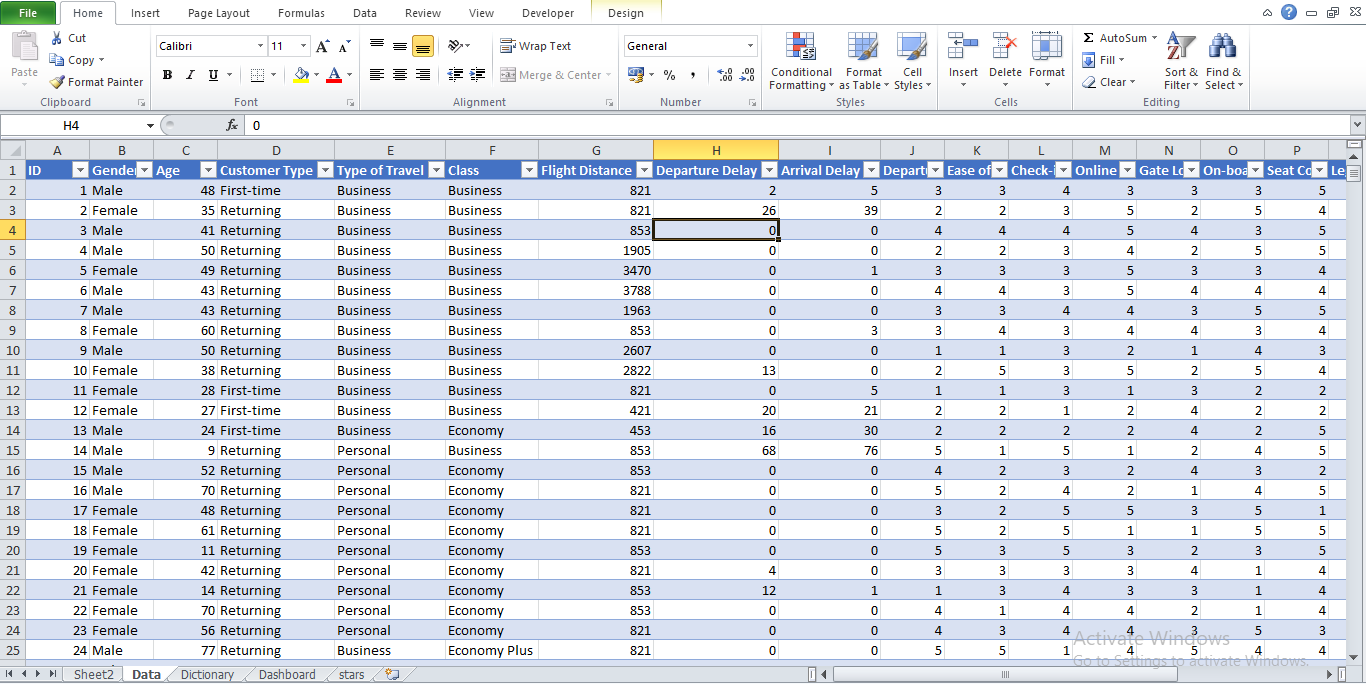 File Home Insert Page Layout Formulas Data Review View Developer Design
Cut
Copy
Format Painter
Paste
Clipboard
Calibri 11
B I U A
Font
Wrap Text
Merge & Center
Alignment
General
% , .00 .0
Number
Conditional Formatting
Format as Table
Cell Styles
Styles
Insert Delete Format
Cells
Σ AutoSum
Fill
Clear
Sort & Filter
Find & Select
Editing
H4 fx 0
A B C D E F G H I J K L M N O P
1 ID Gende Age Customer Type Type of Travel Class Flight Distance Departure Delay Arrival Delay Depart Ease of Check- Online Gate Lo On-boa Seat Co Le
2 1 Male 48 First-time Business Business 821 2 5 3 3 4 3 3 3 5
3 2 Female 35 Returning Business Business 821 26 39 2 2 3 5 2 5 4
4 3 Male 41 Returning Business Business 853 0 0 4 4 4 5 4 3 5
5 4 Male 50 Returning Business Business 1905 0 0 2 2 3 4 2 5 5
6 5 Female 49 Returning Business Business 3470 0 1 3 3 3 5 3 3 4
7 6 Male 43 Returning Business Business 3788 0 0 4 4 3 5 4 4 4
8 7 Male 43 Returning Business Business 1963 0 0 3 3 4 4 3 5 5
9 8 Female 60 Returning Business Business 853 0 3 3 4 3 4 4 3 4
10 9 Male 50 Returning Business Business 2607 0 0 1 1 3 2 1 4 3
11 10 Female 38 Returning Business Business 2822 13 0 2 5 3 5 2 5 4
12 11 Female 28 First-time Business Business 821 0 5 1 1 3 1 3 2 2
13 12 Female 27 First-time Business Business 421 20 21 2 2 1 2 4 2 2
14 13 Male 24 First-time Business Economy 453 16 30 2 2 2 2 4 2 5
15 14 Male 9 Returning Personal Business 853 68 76 5 1 5 1 2 4 5
16 15 Male 52 Returning Personal Economy 853 0 0 4 2 3 2 4 3 2
17 16 Male 70 Returning Personal Economy 821 0 0 5 2 4 2 1 4 5
18 17 Female 48 Returning Personal Economy 821 0 0 3 2 5 5 3 5 1
19 18 Female 61 Returning Personal Economy 821 0 0 5 2 5 1 1 5 5
20 19 Female 11 Returning Personal Economy 853 0 0 5 3 5 3 2 3 5
21 20 Female 42 Returning Personal Economy 821 4 0 3 3 3 3 4 1 4
22 21 Female 14 Returning Personal Economy 853 12 1 1 3 4 3 3 1 4
23 22 Female 70 Returning Personal Economy 853 0 0 4 1 4 4 2 1 4
24 23 Female 56 Returning Personal Economy 821 0 0 4 3 4 4 3 5 3
25 24 Male 77 Returning Business Economy Plus 821 0 0 5 5 1 4 5 4 4
Activate Windows
Go to Settings to activate Windows.
Sheet2 Data Dictionary Dashboard stars